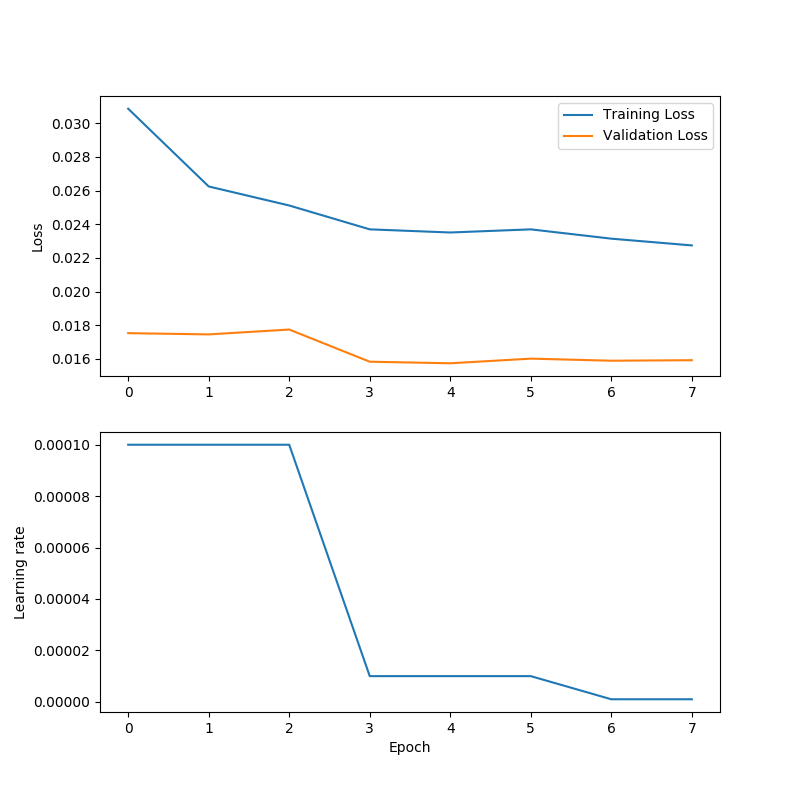 0.030
0.028
0.026
0.024
0.022
0.020
0.018
0.016
Loss
Training Loss
Validation Loss
0 1 2 3 4 5 6 7
0.00010
0.00008
0.00006
0.00004
0.00002
0.00000
Learning rate
0 1 2 3 4 5 6 7
Epoch